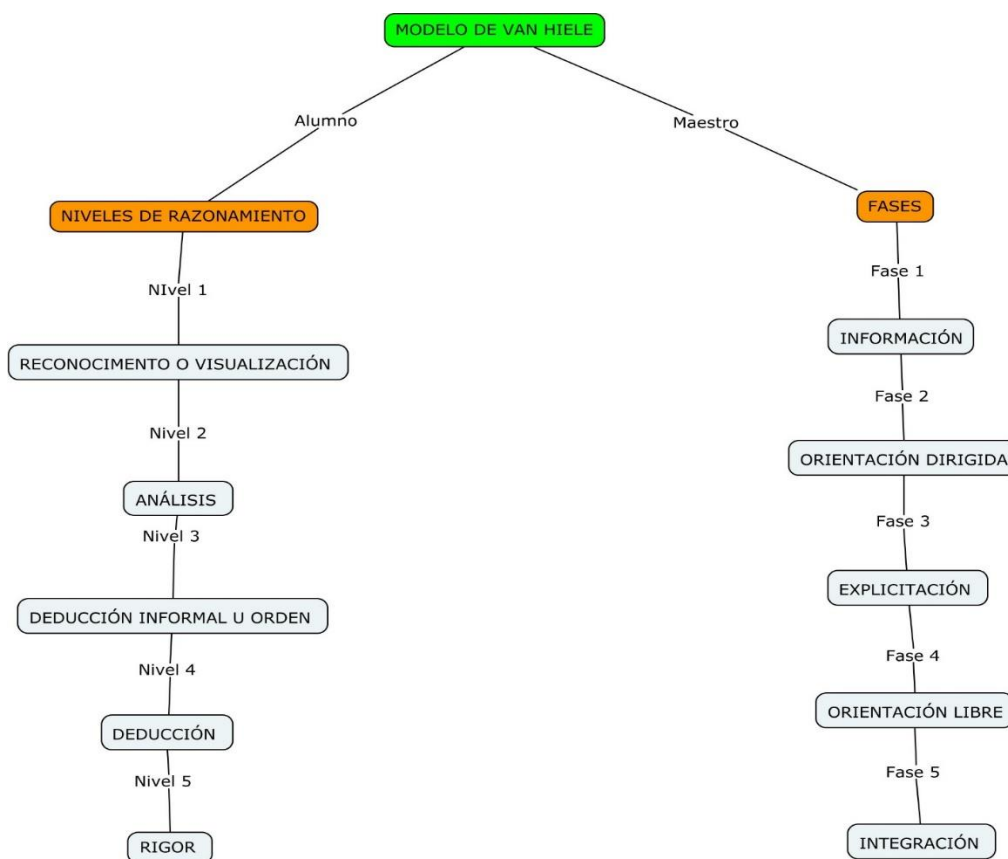 MODELO DE VAN HIELE
Alumno
Maestro
NIVELES DE RAZONAMIENTO
FASES
NIvel 1
RECONOCIMENTO O VISUALIZACIÓN
Nivel 2
ANÁLISIS
Nivel 3
DEDUCCIÓN INFORMAL U ORDEN
Nivel 4
DEDUCCIÓN
Nivel 5
RIGOR
Fase 1
INFORMACIÓN
Fase 2
ORIENTACIÓN DIRIGIDA
Fase 3
EXPLICITACIÓN
Fase 4
ORIENTACIÓN LIBRE
Fase 5
INTEGRACIÓN